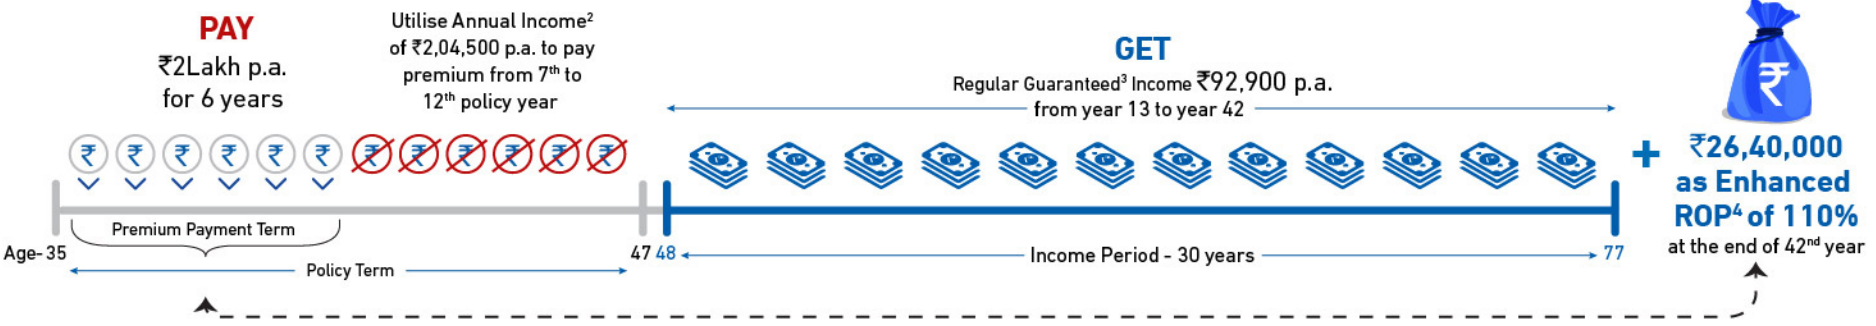 PAY
₹2Lakh p.a.
for 6 years
Utilise Annual Income²
of ₹2,04,500 p.a. to pay
premium from 7th to
12th policy year
GET
Regular Guaranteed³ Income ₹92,900 p.a.
from year 13 to year 42
₹
₹ ₹ ₹ ₹ ₹ ₹ ₹ ₹ ₹ ₹ ₹ ₹
+
₹26,40,000
as Enhanced
ROP⁴ of 110%
at the end of 42nd year
Premium Payment Term
Age- 35
47 48
Income Period - 30 years
77
Policy Term